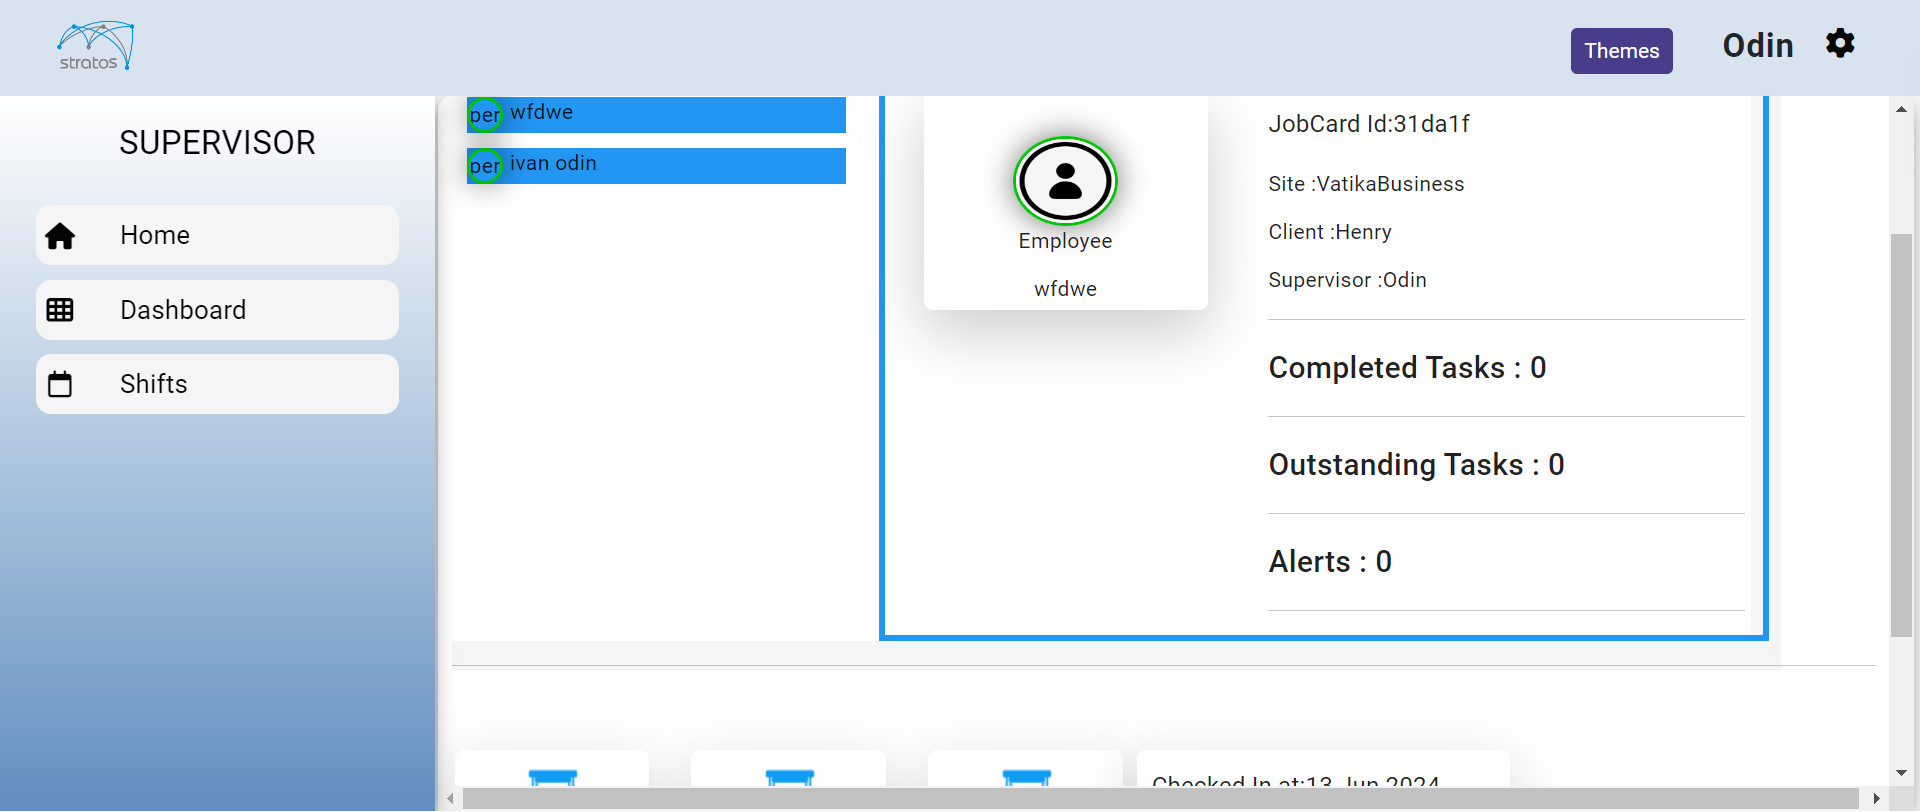 stratos
Themes
Odin
SUPERVISOR
Home
Dashboard
Shifts
per wfdwe
per ivan odin
Employee
wfdwe
JobCard Id:31da1f
Site :VatikaBusiness
Client :Henry
Supervisor :Odin
Completed Tasks : 0
Outstanding Tasks : 0
Alerts : 0
Checked In at:13 Jun 2024